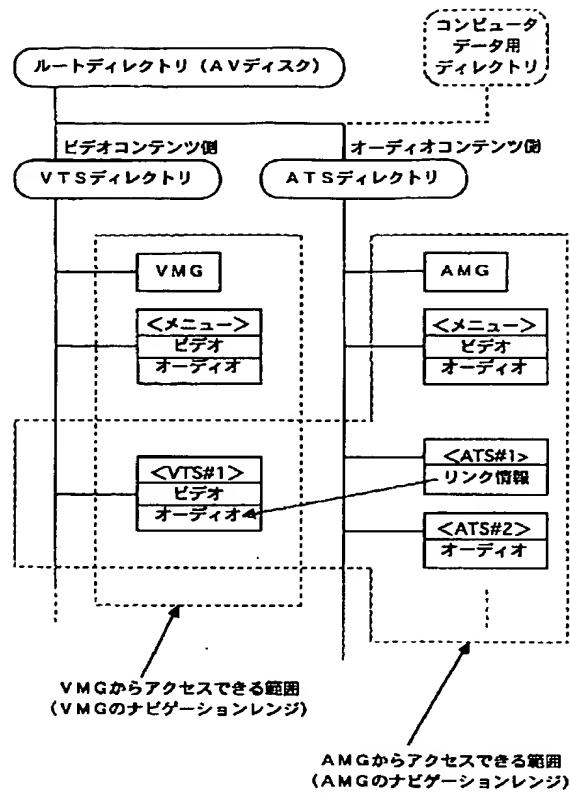 コンピュータ
データ用
ディレクトリ
ルートディレクトリ(AVディスク)
ビデオコンテンツ側
オーディオコンテンツ側
VTSディレクトリ
ATSディレクトリ
VMG
AMG
<メニュー>
ビデオ
オーディオ
<メニュー>
ビデオ
オーディオ
<VTS#1>
ビデオ
オーディオ
<ATS#1>
リンク情報
<ATS#2>
オーディオ
VMGからアクセスできる範囲
(VMGのナビゲーションレンジ)
AMGからアクセスできる範囲
(AMGのナビゲーションレンジ)